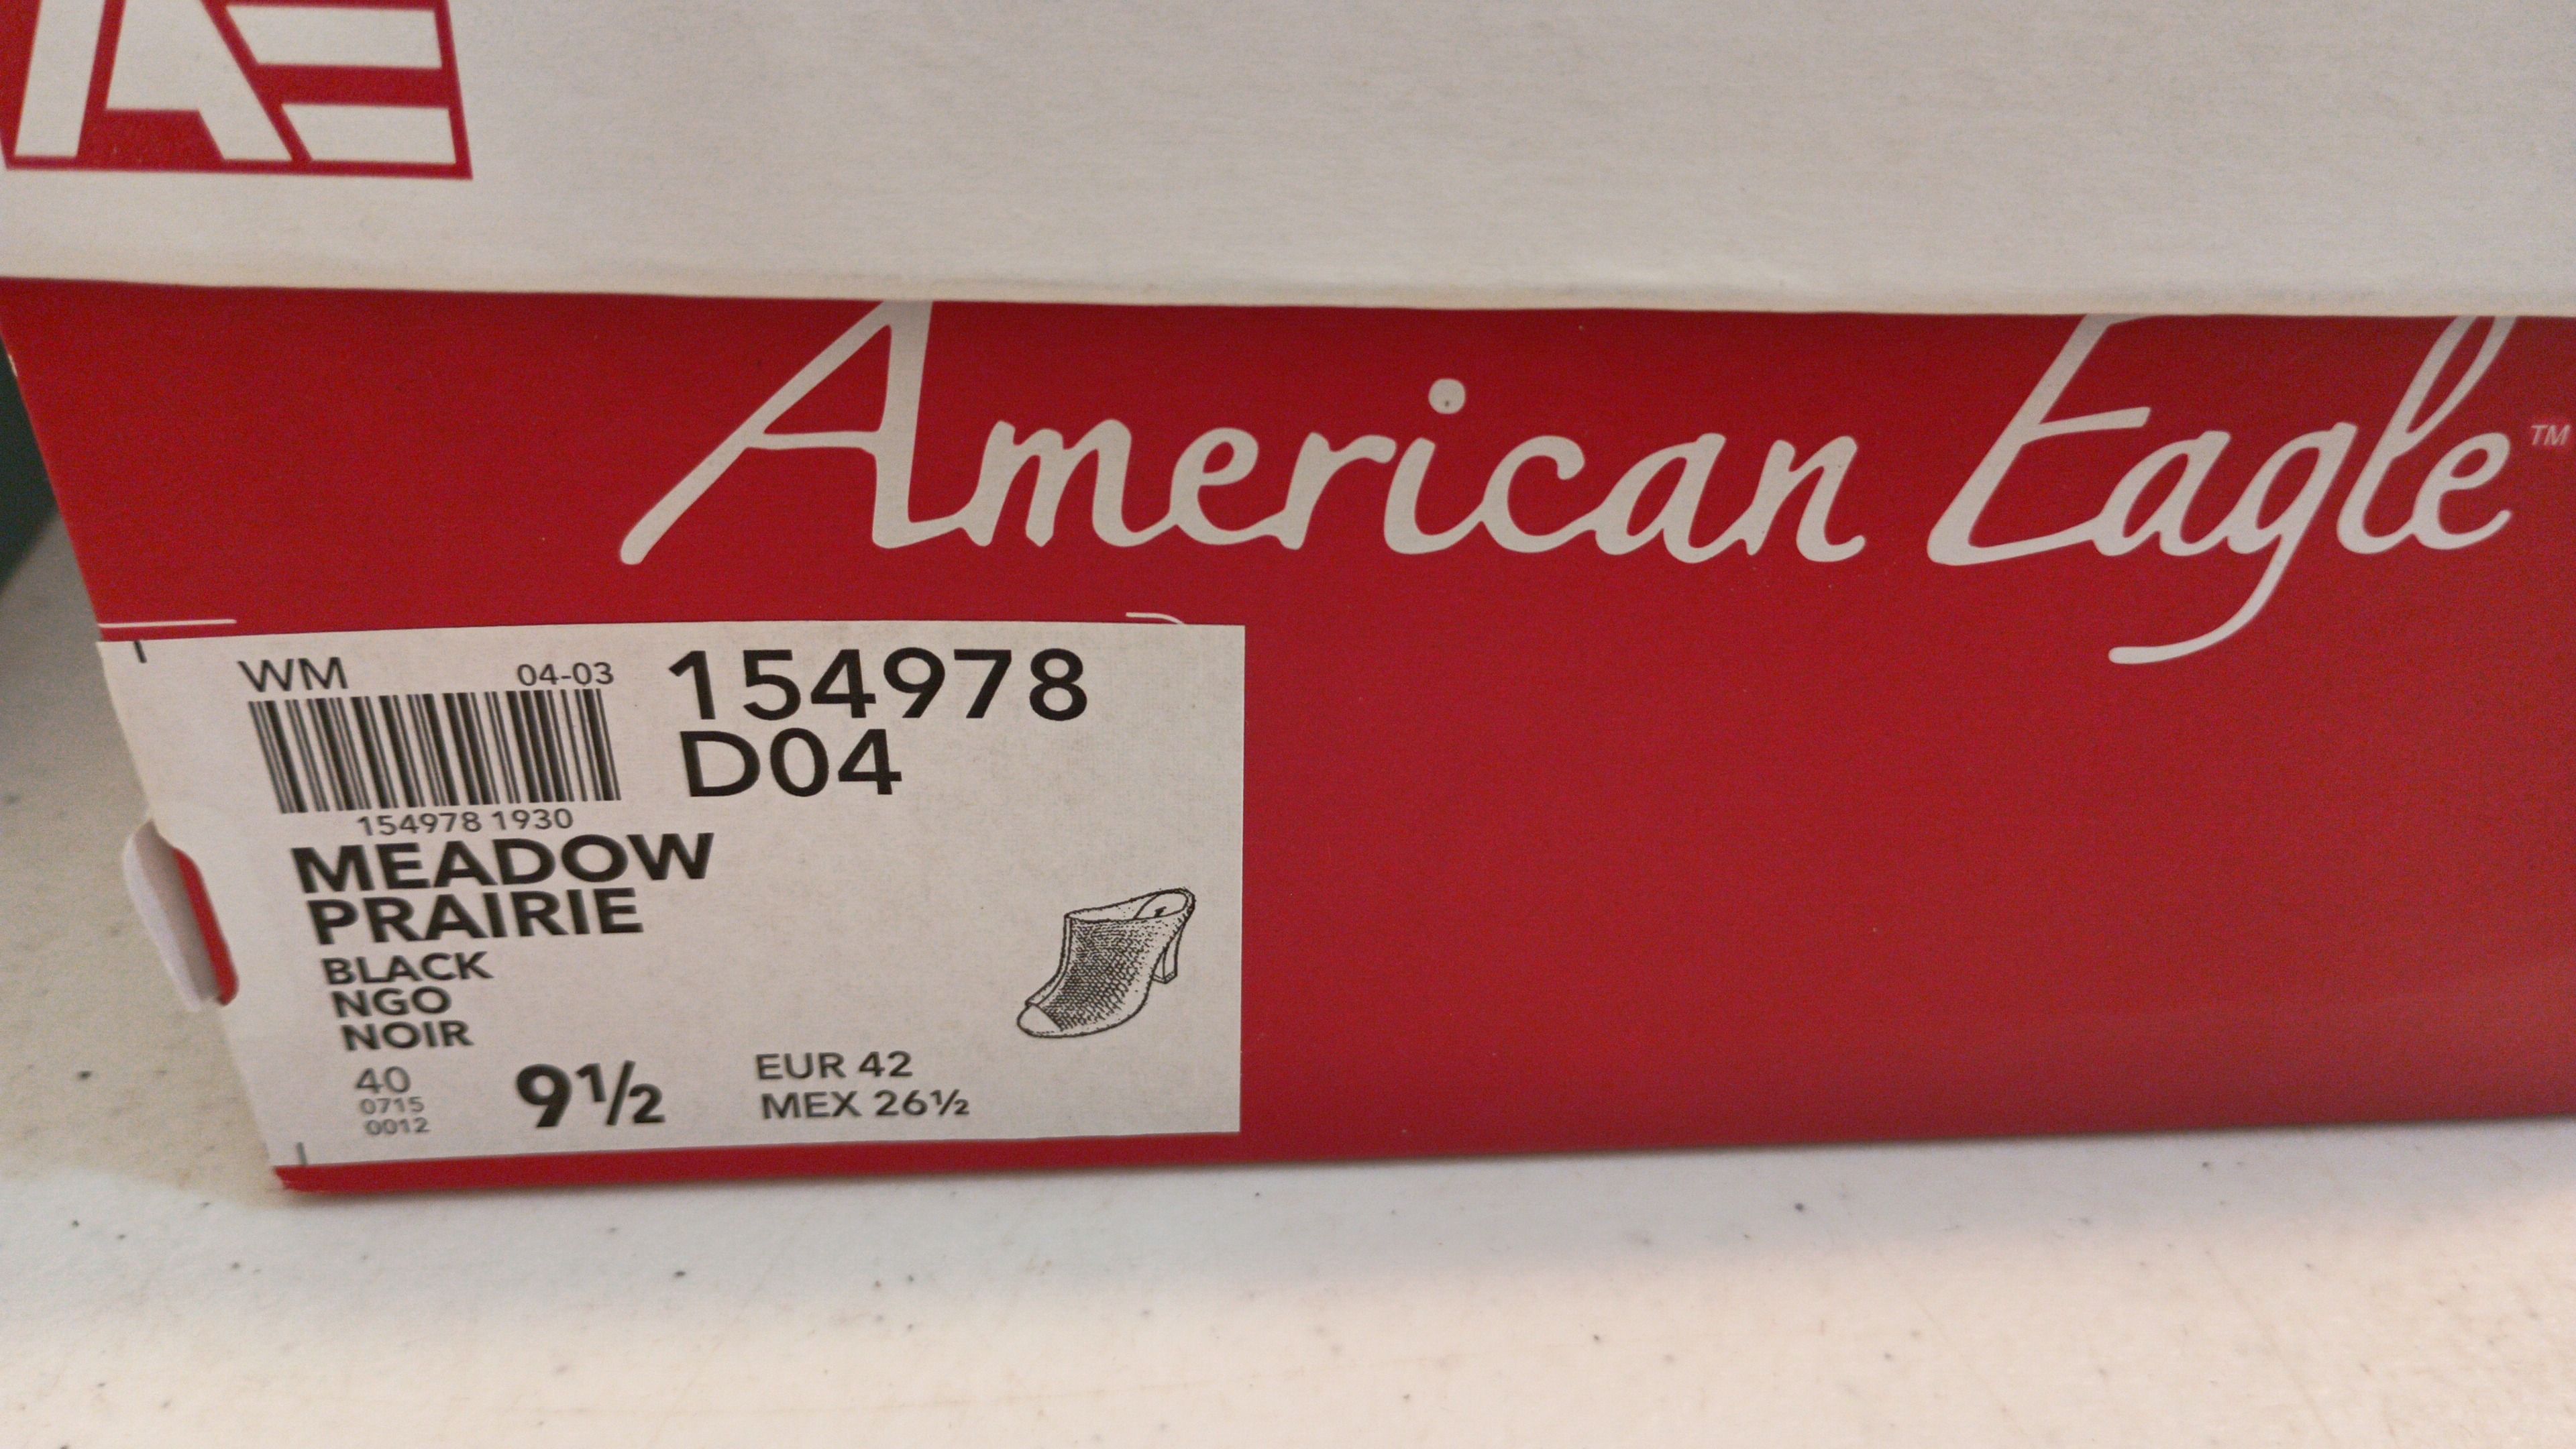 AE
American Eagle™
WM 04-03
154978
D04
154978 1930
MEADOW
PRAIRIE
BLACK
NGO
NOIR
40
0715
0012
9½
EUR 42
MEX 26½